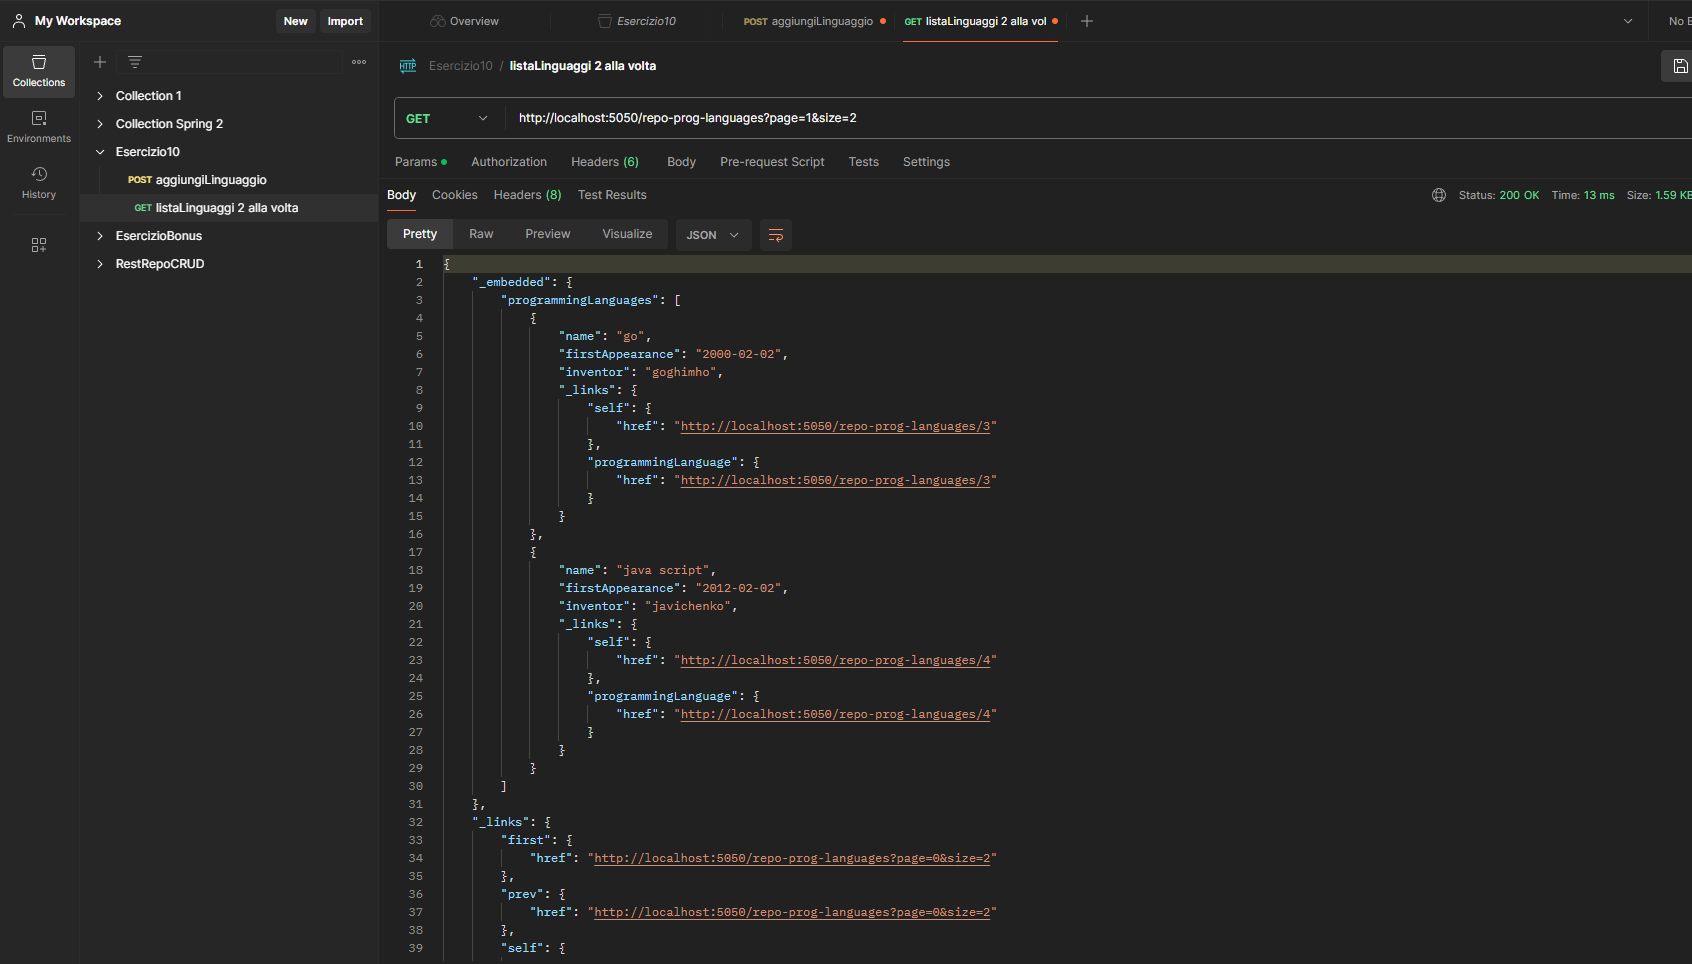 My Workspace
New
Import
Overview
Esercizio10
POST aggiungiLinguaggio
GET listaLinguaggi 2 alla vol
No E
Collections
Environments
History
Collection 1
Collection Spring 2
Esercizio10
POST aggiungiLinguaggio
GET listaLinguaggi 2 alla volta
EsercizioBonus
RestRepoCRUD
HTTP Esercizio10 / listaLinguaggi 2 alla volta
GET http://localhost:5050/repo-prog-languages?page=1&size=2
Params Authorization Headers (6) Body Pre-request Script Tests Settings
Body Cookies Headers (8) Test Results
Status: 200 OK Time: 13 ms Size: 1.59 KB
Pretty Raw Preview Visualize JSON
1 {
2 "_embedded": {
3 "programmingLanguages": [
4 {
5 "name": "go",
6 "firstAppearance": "2000-02-02",
7 "inventor": "goghimho",
8 "_links": {
9 "self": {
10 "href": "http://localhost:5050/repo-prog-languages/3"
11 },
12 "programmingLanguage": {
13 "href": "http://localhost:5050/repo-prog-languages/3"
14 }
15 }
16 },
17 {
18 "name": "java script",
19 "firstAppearance": "2012-02-02",
20 "inventor": "javichenko",
21 "_links": {
22 "self": {
23 "href": "http://localhost:5050/repo-prog-languages/4"
24 },
25 "programmingLanguage": {
26 "href": "http://localhost:5050/repo-prog-languages/4"
27 }
28 }
29 }
30 ]
31 },
32 "_links": {
33 "first": {
34 "href": "http://localhost:5050/repo-prog-languages?page=0&size=2"
35 },
36 "prev": {
37 "href": "http://localhost:5050/repo-prog-languages?page=0&size=2"
38 },
39 "self": {